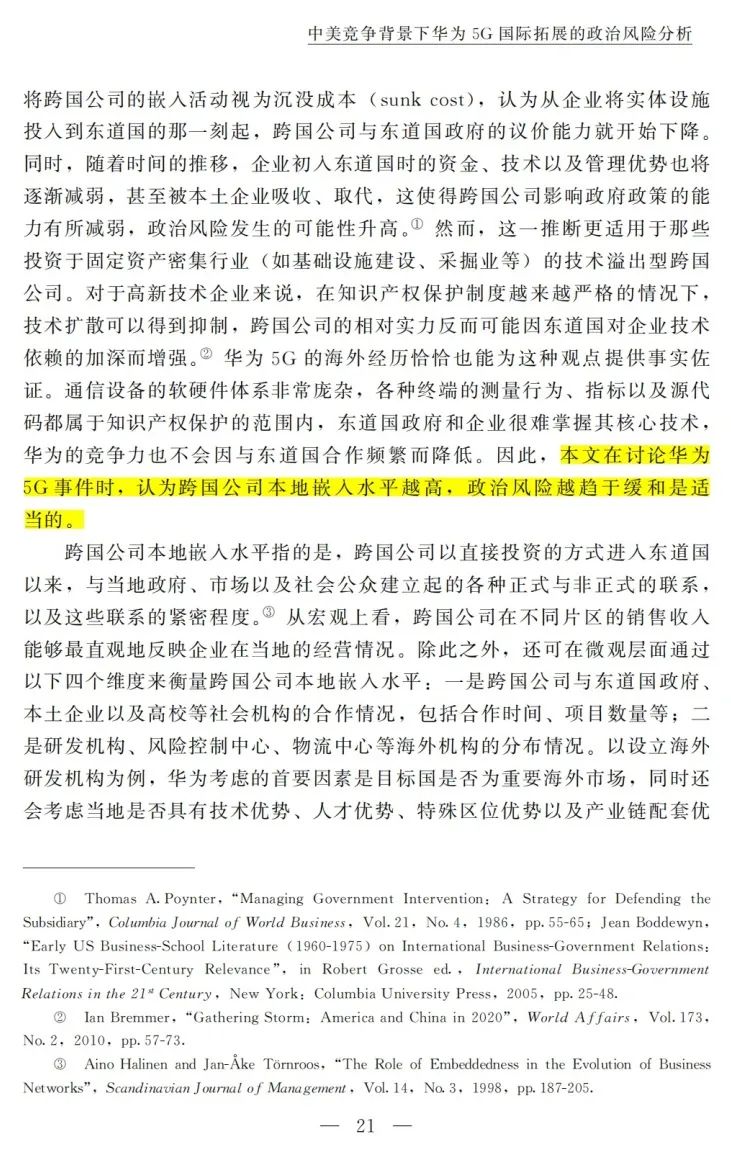 中美竞争背景下华为 5G 国际拓展的政治风险分析
将跨国公司的嵌入活动视为沉没成本（sunk cost），认为从企业将实体设施
投入到东道国的那一刻起，跨国公司与东道国政府的议价能力就开始下降。
同时，随着时间的推移，企业初入东道国时的资金、技术以及管理优势也将
逐渐减弱，甚至被本土企业吸收、取代，这使得跨国公司影响政府政策的能
力有所减弱，政治风险发生的可能性升高。① 然而，这一推断更适用于那些
投资于固定资产密集行业（如基础设施建设、采掘业等）的技术溢出型跨国
公司。对于高新技术企业来说，在知识产权保护制度越来越严格的情况下，
技术扩散可以得到抑制，跨国公司的相对实力反而可能因东道国对企业技术
依赖的加深而增强。② 华为 5G 的海外经历恰恰也能为这种观点提供事实佐
证。通信设备的软硬件体系非常庞杂，各种终端的测量行为、指标以及源代
码都属于知识产权保护的范围内，东道国政府和企业很难掌握其核心技术，
华为的竞争力也不会因与东道国合作频繁而降低。因此，本文在讨论华为
5G 事件时，认为跨国公司本地嵌入水平越高，政治风险越趋于缓和是适
当的。
跨国公司本地嵌入水平指的是，跨国公司以直接投资的方式进入东道国
以来，与当地政府、市场以及社会公众建立起的各种正式与非正式的联系，
以及这些联系的紧密程度。③ 从宏观上看，跨国公司在不同片区的销售收入
能够最直观地反映企业在当地的经营情况。除此之外，还可在微观层面通过
以下四个维度来衡量跨国公司本地嵌入水平：一是跨国公司与东道国政府、
本土企业以及高校等社会机构的合作情况，包括合作时间、项目数量等；二
是研发机构、风险控制中心、物流中心等海外机构的分布情况。以设立海外
研发机构为例，华为考虑的首要因素是目标国是否为重要海外市场，同时还
会考虑当地是否具有技术优势、人才优势、特殊区位优势以及产业链配套优
① Thomas A. Poynter, “Managing Government Intervention: A Strategy for Defending the
Subsidiary”, Columbia Journal of World Business, Vol. 21, No. 4, 1986, pp. 55-65; Jean Boddewyn,
“Early US Business-School Literature (1960-1975) on International Business-Government Relations:
Its Twenty-First-Century Relevance”, in Robert Grosse ed., International Business-Government
Relations in the 21st Century, New York: Columbia University Press, 2005, pp. 25-48.
② Ian Bremmer, “Gathering Storm: America and China in 2020”, World Affairs, Vol. 173,
No. 2, 2010, pp. 57-73.
③ Aino Halinen and Jan-Åke Törnroos, “The Role of Embeddedness in the Evolution of Business
Networks”, Scandinavian Journal of Management, Vol. 14, No. 3, 1998, pp. 187-205.
— 21 —